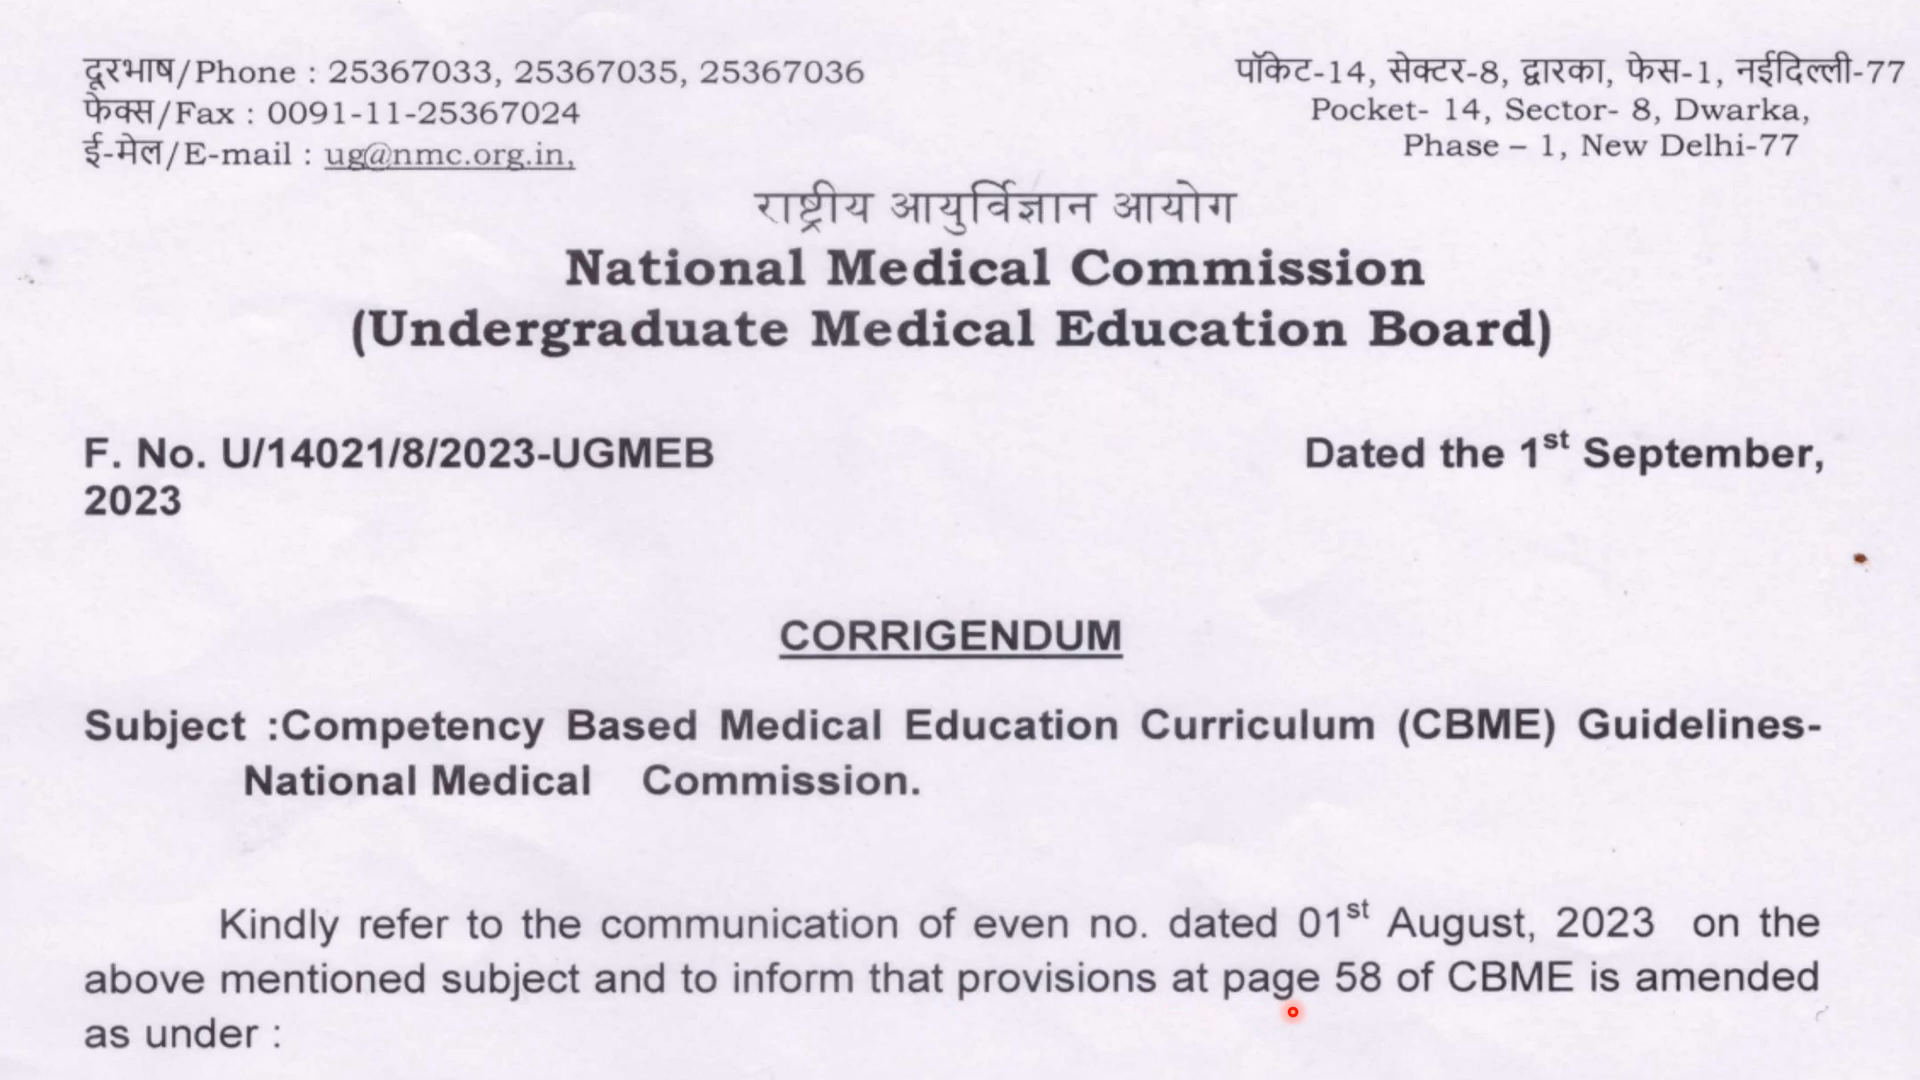 दूरभाष/Phone : 25367033, 25367035, 25367036
फेक्स/Fax : 0091-11-25367024
ई-मेल/E-mail : ug@nmc.org.in,
पॉकेट-14, सेक्टर-8, द्वारका, फेस-1, नईदिल्ली-77
Pocket- 14, Sector- 8, Dwarka,
Phase – 1, New Delhi-77
राष्ट्रीय आयुर्विज्ञान आयोग
National Medical Commission
(Undergraduate Medical Education Board)
F. No. U/14021/8/2023-UGMEB Dated the 1st September,
2023
CORRIGENDUM
Subject :Competency Based Medical Education Curriculum (CBME) Guidelines-
National Medical Commission.
Kindly refer to the communication of even no. dated 01st August, 2023 on the
above mentioned subject and to inform that provisions at page 58 of CBME is amended
as under :